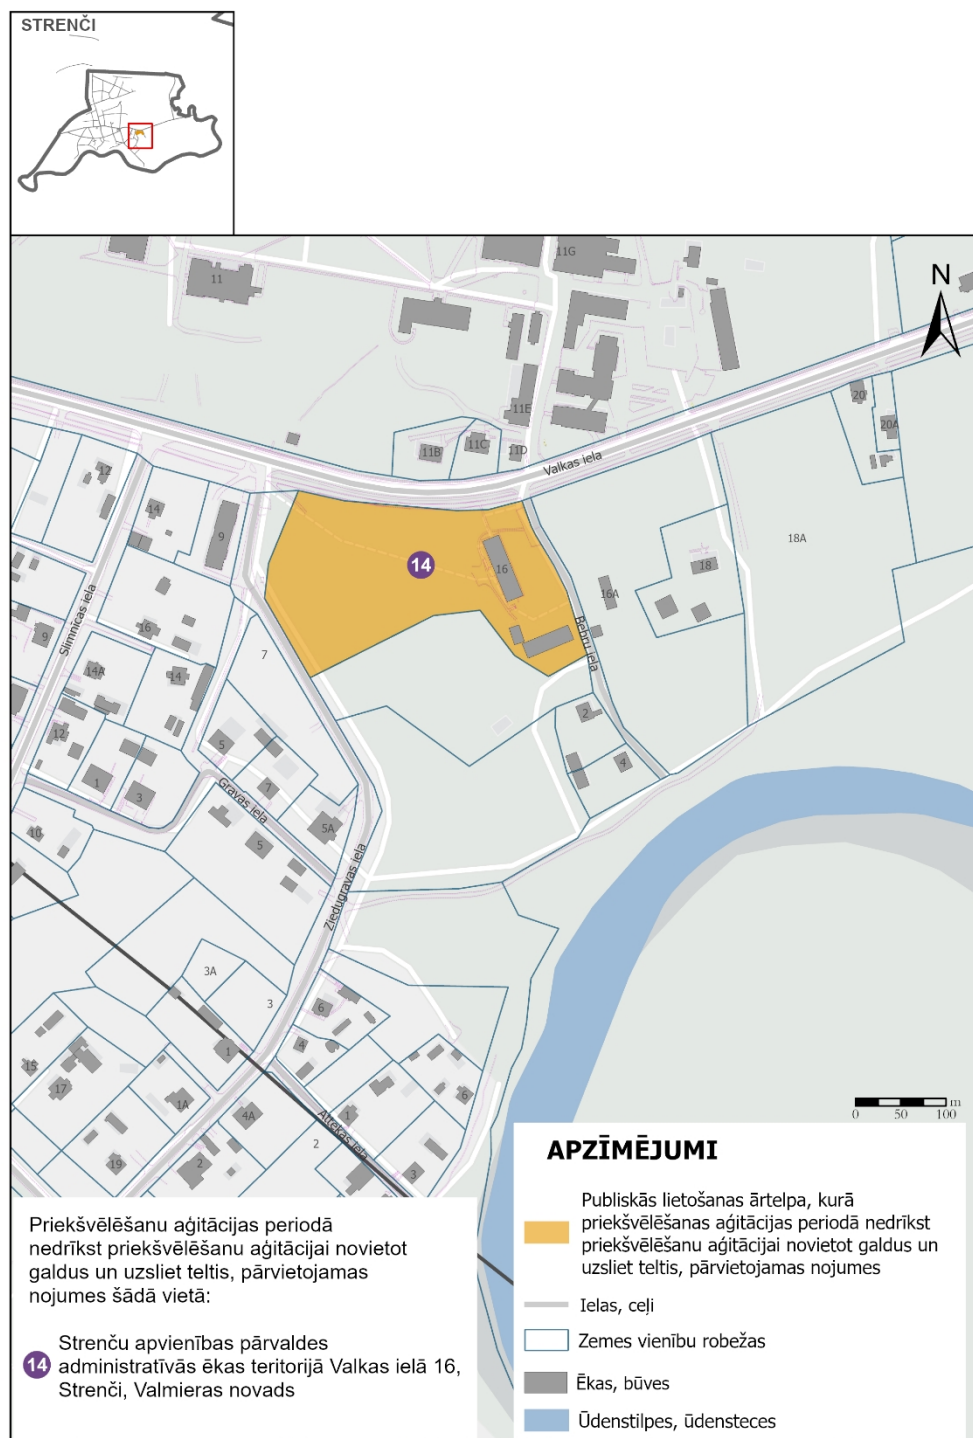 STRENČI
11
11G
N
11E
20
20A
11B
11C
11D
Valkas iela
12
14
9
18A
14
16
18
16A
1
Slimnīcas iela
16
9
Bebru iela
7
14A
14
2
12
5
4
1
3
7
Gravas iela
5A
10
5
Ziedugravas iela
3A
3
6
4
1
15
17
1A
4A
1
6
Attekas iela
2
19
2
3
m
0 50 100
APZĪMĒJUMI
Publiskās lietošanas ārtelpa, kurā
priekšvēlēšanas aģitācijas periodā nedrīkst
priekšvēlēšanu aģitācijai novietot galdus un
uzsliet teltis, pārvietojamas nojumes
Ielas, ceļi
Zemes vienību robežas
Ēkas, būves
Ūdenstilpes, ūdensteces
Priekšvēlēšanu aģitācijas periodā
nedrīkst priekšvēlēšanu aģitācijai novietot
galdus un uzsliet teltis, pārvietojamas
nojumes šādā vietā:
14 Strenču apvienības pārvaldes
administratīvās ēkas teritorijā Valkas ielā 16,
Strenči, Valmieras novads